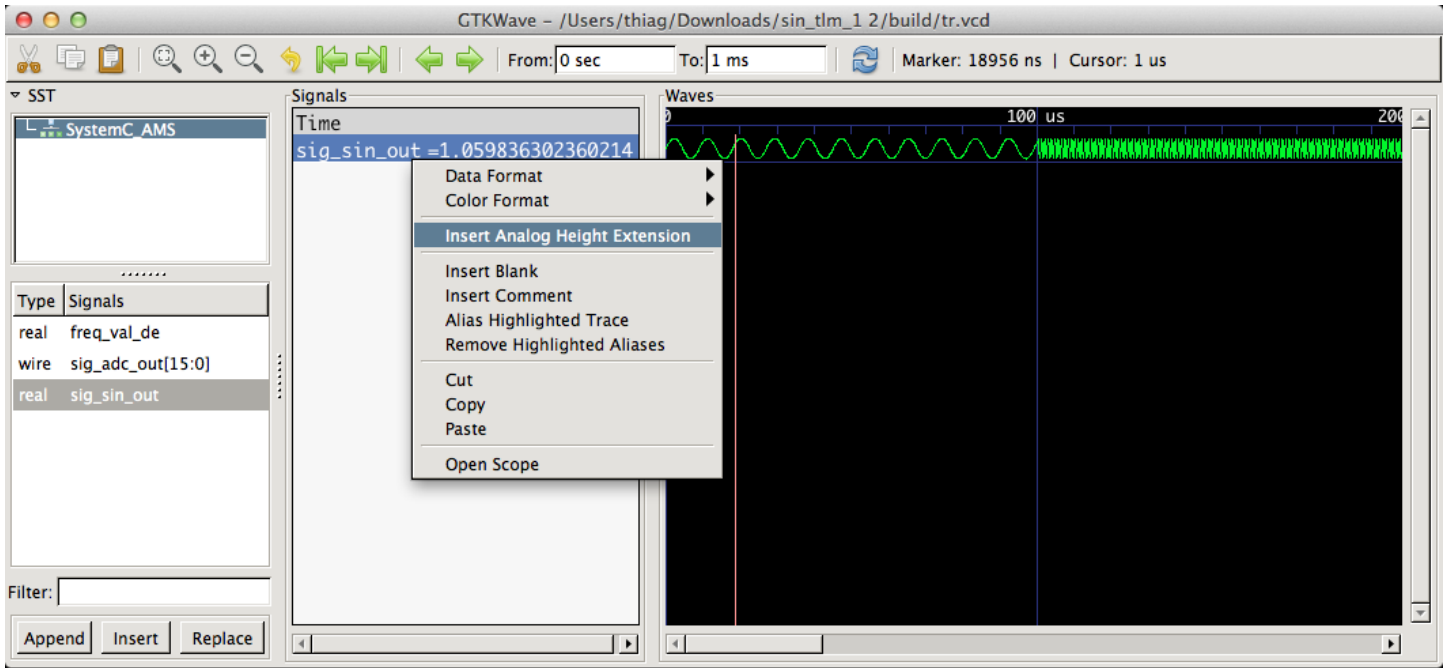 GTKWave – /Users/thiag/Downloads/sin_tlm_1 2/build/tr.vcd
From: 0 sec To: 1 ms Marker: 18956 ns | Cursor: 1 us
SST
SystemC_AMS
Type Signals
real freq_val_de
wire sig_adc_out[15:0]
real sig_sin_out
Filter:
Append Insert Replace
Signals
Time
sig_sin_out =1.059836302360214
Data Format
Color Format
Insert Analog Height Extension
Insert Blank
Insert Comment
Alias Highlighted Trace
Remove Highlighted Aliases
Cut
Copy
Paste
Open Scope
Waves
100 us